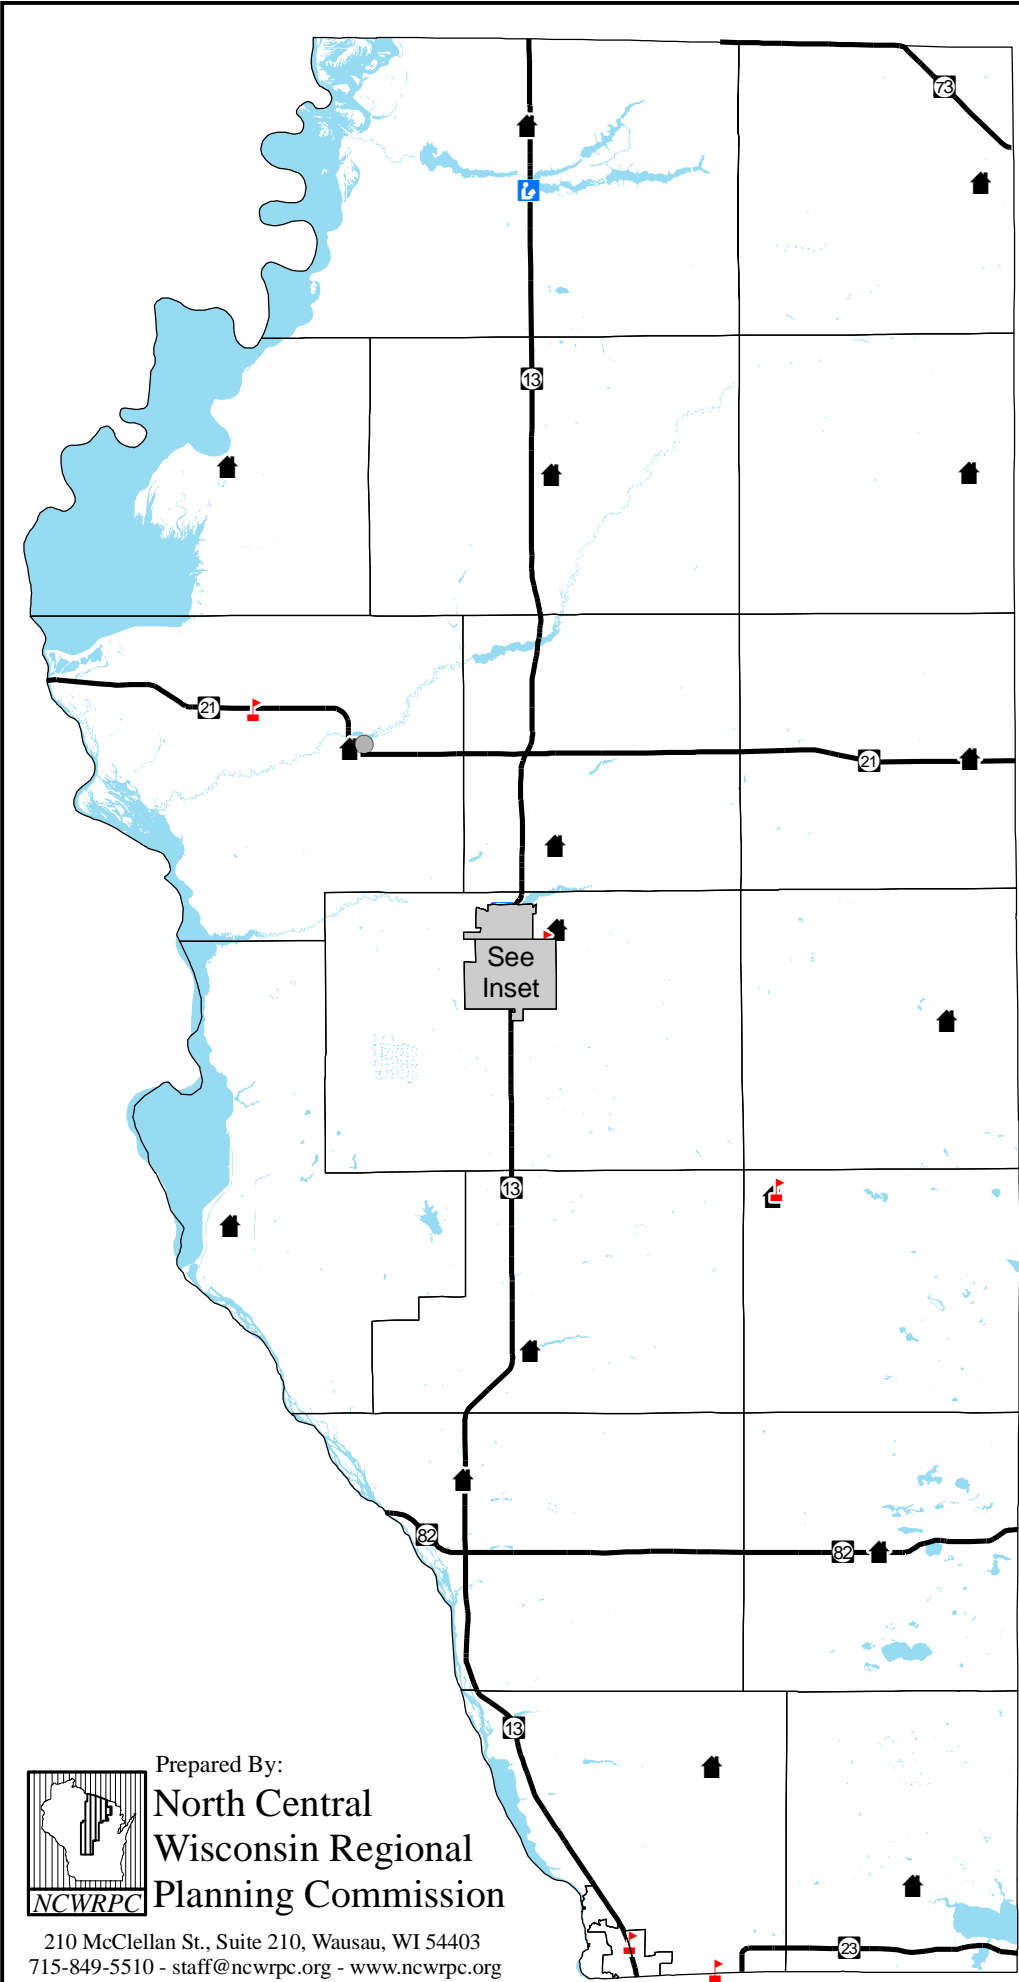 73
13
21
21
See
Inset
13
82
82
13
23
Prepared By:
North Central
Wisconsin Regional
Planning Commission
NCWRPC
210 McClellan St., Suite 210, Wausau, WI 54403
715-849-5510 - staff@ncwrpc.org - www.ncwrpc.org